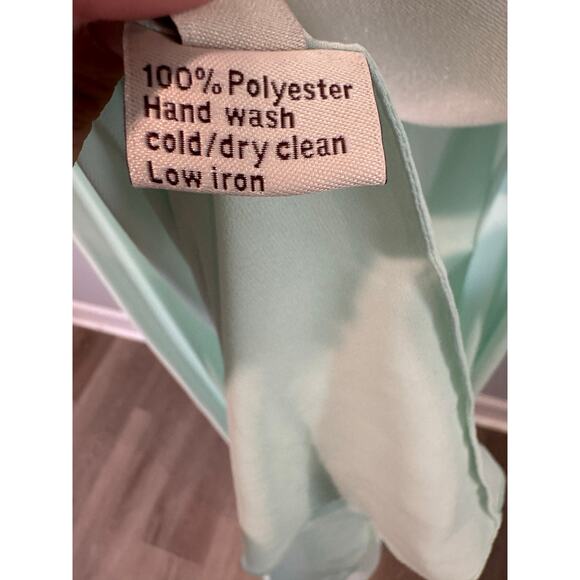 100% Polyester
Hand wash
cold/dry clean
Low iron